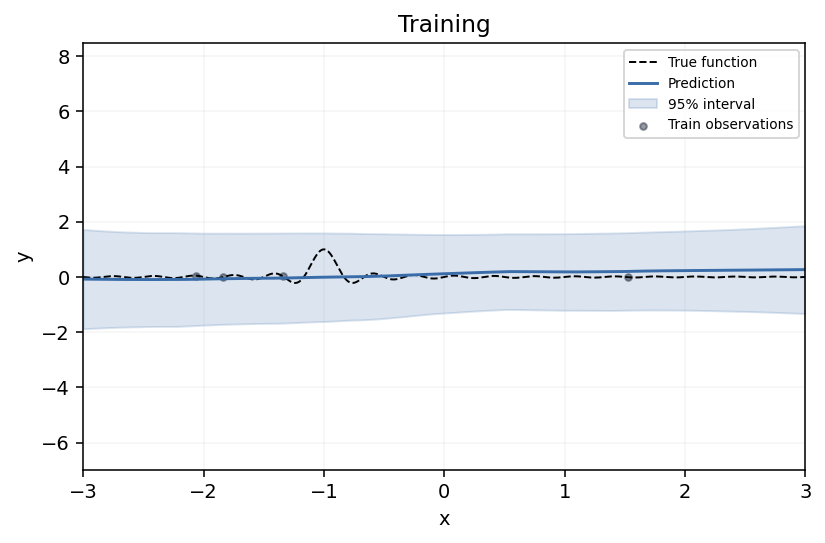 Training
True function
Prediction
95% interval
Train observations
8
6
4
2
0
−2
−4
−6
y
−3 −2 −1 0 1 2 3
x